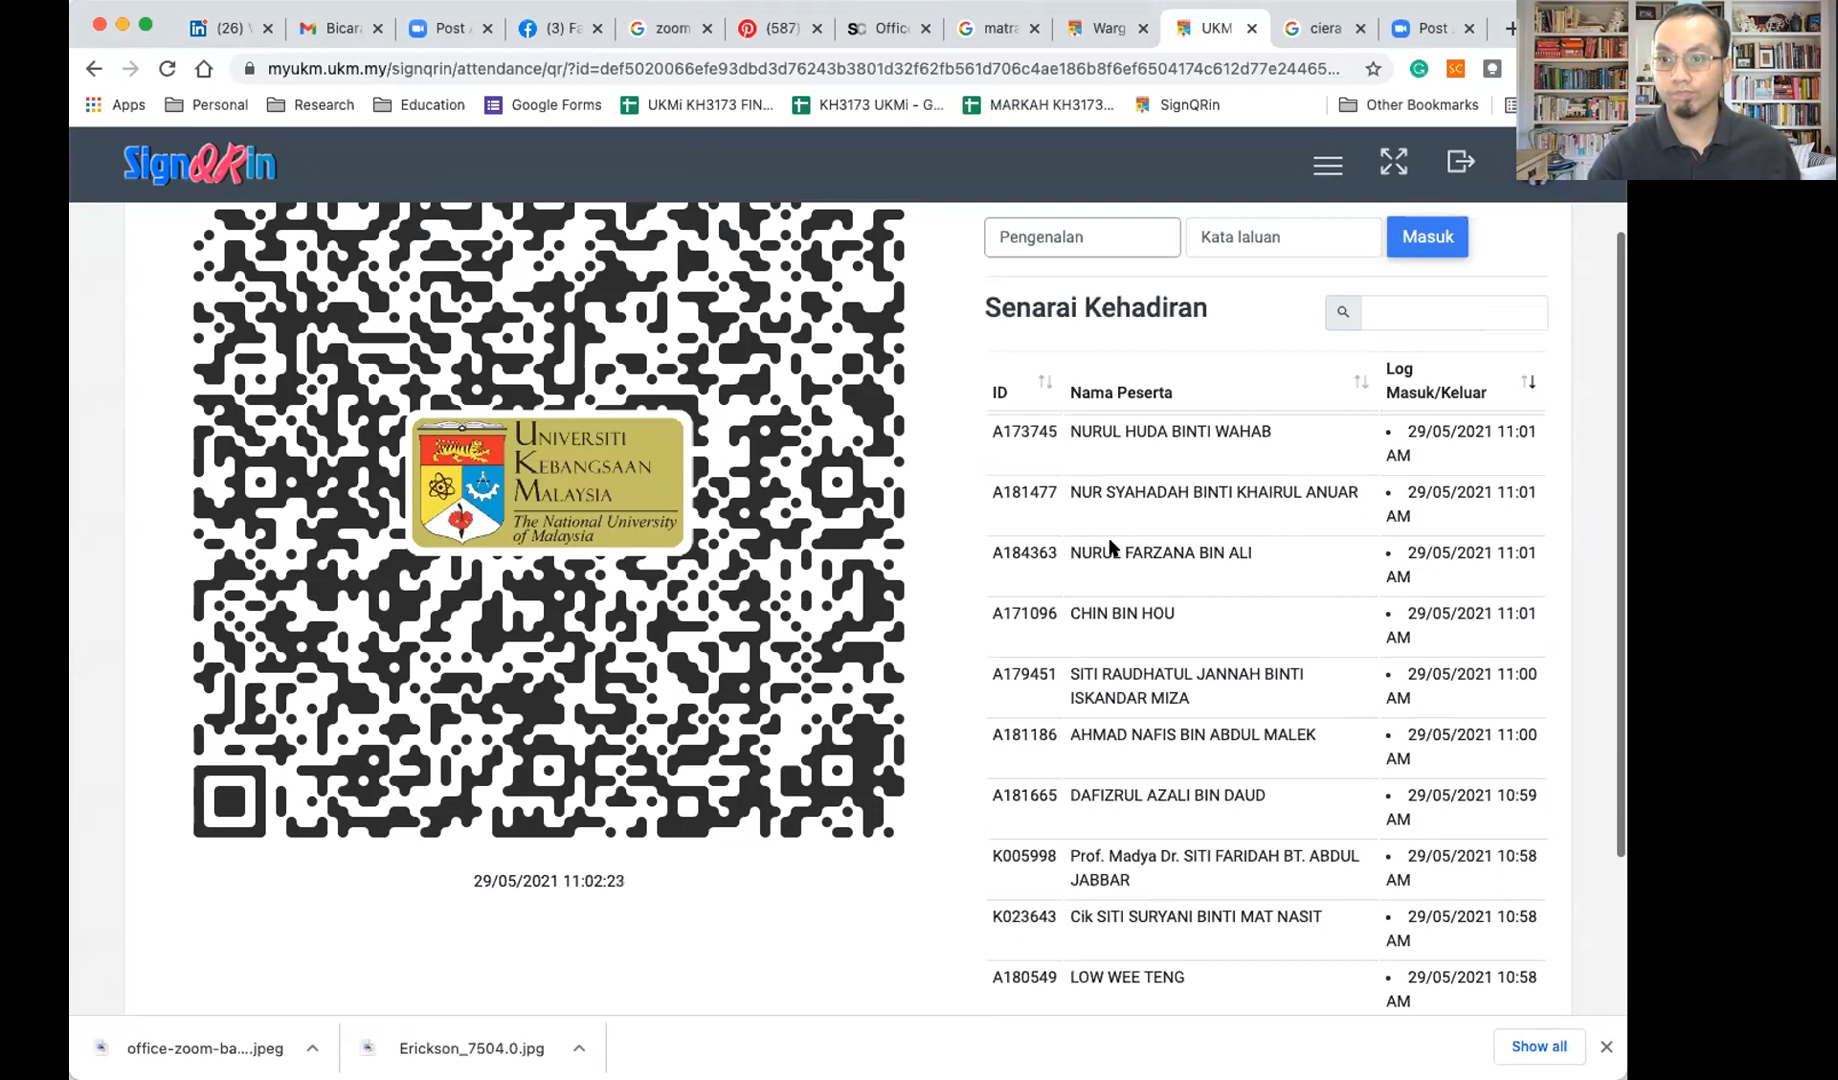 (26) V
Bicar
Post
(3) Fa
zoom
(587)
Offic
matra
Warg
UKM
ciera
Post
myukm.ukm.my/signqrin/attendance/qr/?id=def5020066efe93dbd3d76243b3801d32f62fb561d706c4ae186b8f6ef6504174c612d77e24465...
Apps
Personal
Research
Education
Google Forms
UKMi KH3173 FIN...
KH3173 UKMi - G...
MARKAH KH3173...
SignQRin
Other Bookmarks
SignQRin
Pengenalan
Kata laluan
Masuk
Senarai Kehadiran
ID
Nama Peserta
Log
Masuk/Keluar
A173745 NURUL HUDA BINTI WAHAB • 29/05/2021 11:01
AM
A181477 NUR SYAHADAH BINTI KHAIRUL ANUAR • 29/05/2021 11:01
AM
A184363 NURUL FARZANA BIN ALI • 29/05/2021 11:01
AM
A171096 CHIN BIN HOU • 29/05/2021 11:01
AM
A179451 SITI RAUDHATUL JANNAH BINTI • 29/05/2021 11:00
ISKANDAR MIZA AM
A181186 AHMAD NAFIS BIN ABDUL MALEK • 29/05/2021 11:00
AM
A181665 DAFIZRUL AZALI BIN DAUD • 29/05/2021 10:59
AM
K005998 Prof. Madya Dr. SITI FARIDAH BT. ABDUL • 29/05/2021 10:58
JABBAR AM
K023643 Cik SITI SURYANI BINTI MAT NASIT • 29/05/2021 10:58
AM
A180549 LOW WEE TENG • 29/05/2021 10:58
AM
UNIVERSITI
KEBANGSAAN
MALAYSIA
The National University
of Malaysia
29/05/2021 11:02:23
office-zoom-ba....jpeg
Erickson_7504.0.jpg
Show all